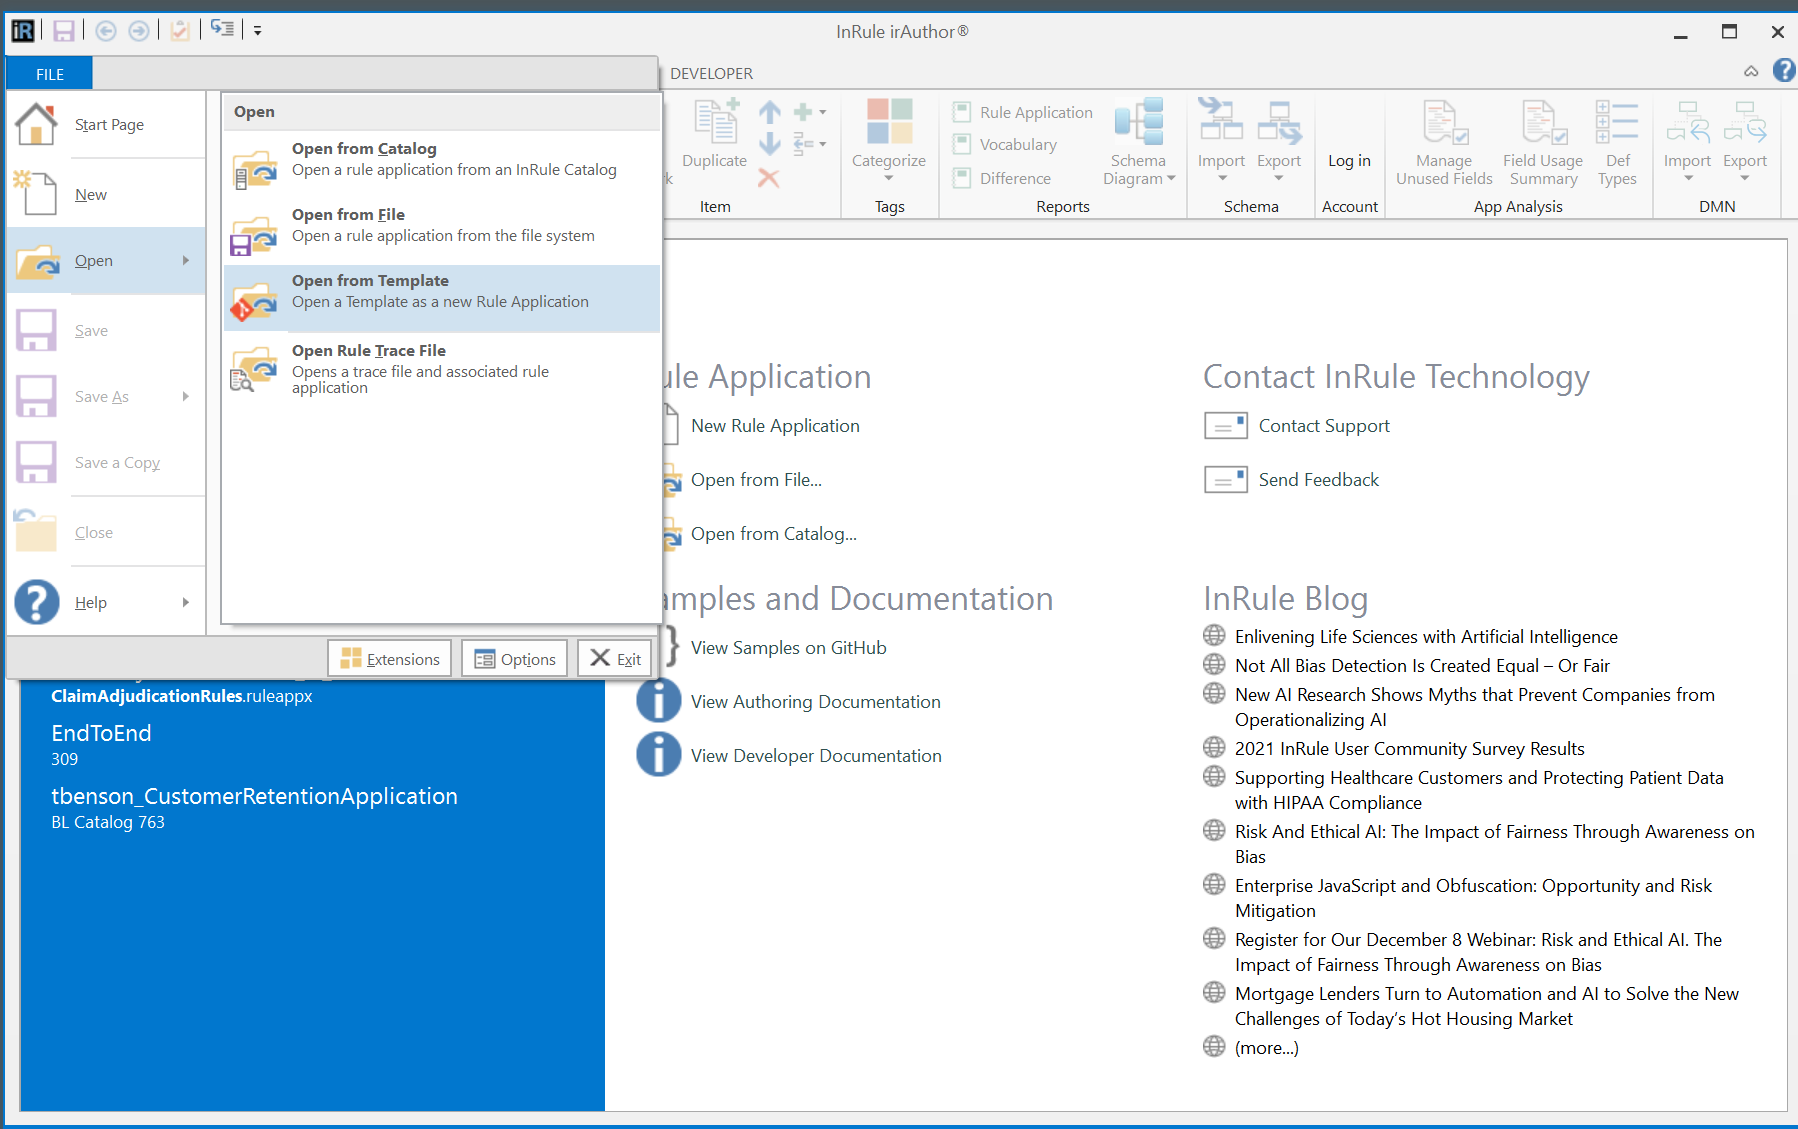 iR
InRule irAuthor®
FILE
DEVELOPER
Start Page
New
Open
Save
Save As
Save a Copy
Close
Help
Open
Open from Catalog
Open a rule application from an InRule Catalog
Open from File
Open a rule application from the file system
Open from Template
Open a Template as a new Rule Application
Open Rule Trace File
Opens a trace file and associated rule
application
Extensions
Options
Exit
Duplicate
Item
Categorize
Tags
Rule Application
Vocabulary
Difference
Schema
Diagram
Reports
Import
Export
Schema
Log in
Account
Manage
Unused Fields
Field Usage
Summary
Def
Types
App Analysis
Import
Export
DMN
ule Application
New Rule Application
Open from File...
Open from Catalog...
Contact InRule Technology
Contact Support
Send Feedback
amples and Documentation
View Samples on GitHub
View Authoring Documentation
View Developer Documentation
InRule Blog
Enlivening Life Sciences with Artificial Intelligence
Not All Bias Detection Is Created Equal – Or Fair
New AI Research Shows Myths that Prevent Companies from
Operationalizing AI
2021 InRule User Community Survey Results
Supporting Healthcare Customers and Protecting Patient Data
with HIPAA Compliance
Risk And Ethical AI: The Impact of Fairness Through Awareness on
Bias
Enterprise JavaScript and Obfuscation: Opportunity and Risk
Mitigation
Register for Our December 8 Webinar: Risk and Ethical AI. The
Impact of Fairness Through Awareness on Bias
Mortgage Lenders Turn to Automation and AI to Solve the New
Challenges of Today’s Hot Housing Market
(more...)
ClaimAdjudicationRules.ruleappx
EndToEnd
309
tbenson_CustomerRetentionApplication
BL Catalog 763